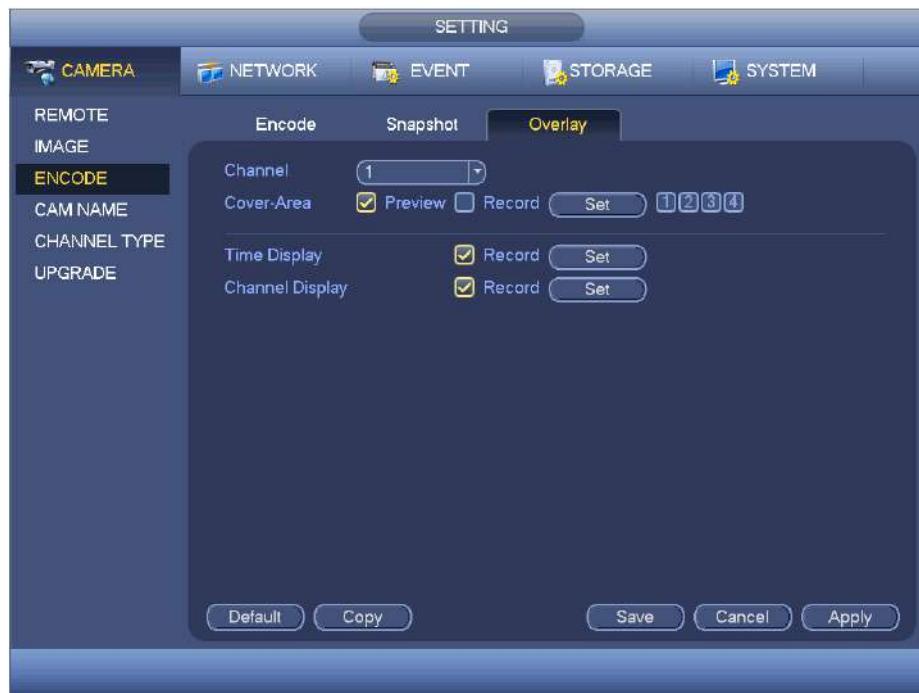 SETTING
CAMERA NETWORK EVENT STORAGE SYSTEM
REMOTE
IMAGE
ENCODE
CAM NAME
CHANNEL TYPE
UPGRADE
Encode Snapshot Overlay
Channel 1
Cover-Area Preview Record Set 1 2 3 4
Time Display Record Set
Channel Display Record Set
Default Copy Save Cancel Apply